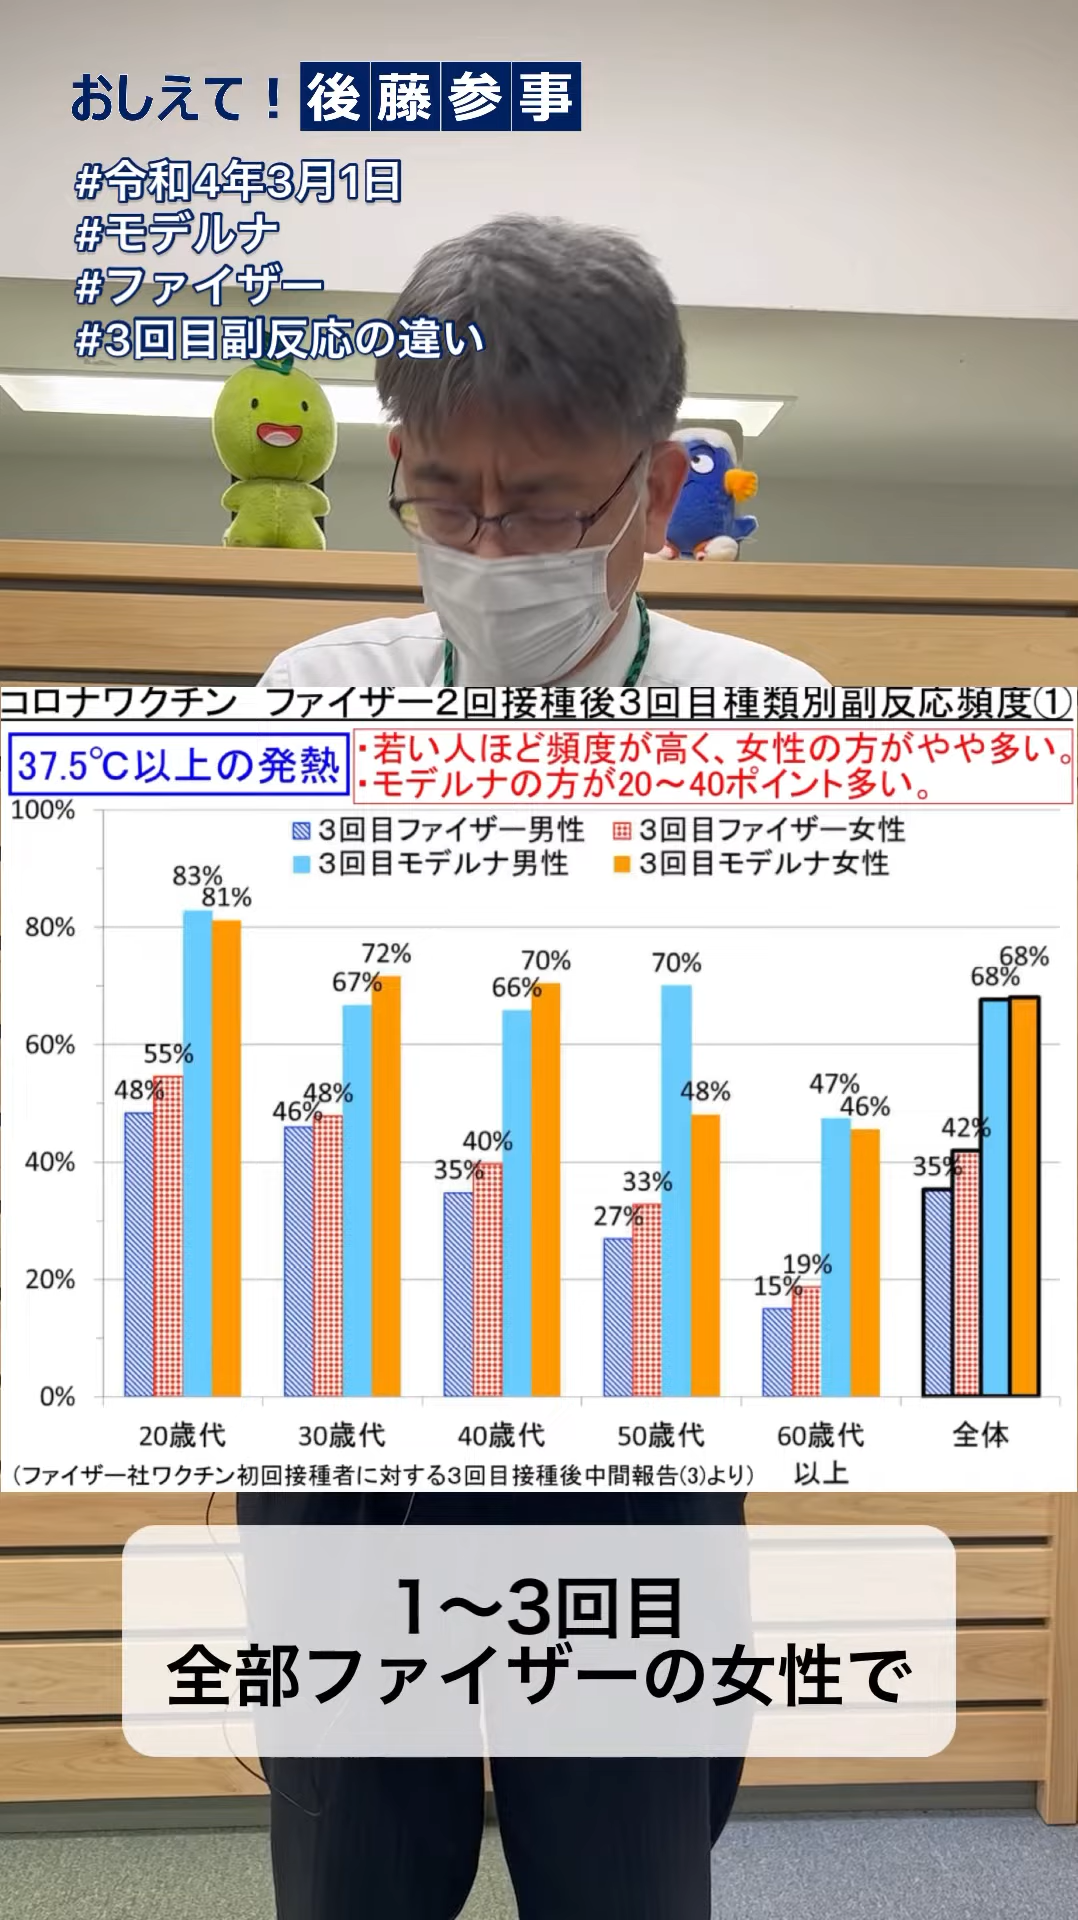 おしえて！後藤参事
#令和4年3月1日
#モデルナ
#ファイザー
#3回目副反応の違い
コロナワクチン　ファイザー2回接種後3回目種類別副反応頻度①
37.5℃以上の発熱
・若い人ほど頻度が高く、女性の方がやや多い。
・モデルナの方が20～40ポイント多い。
3回目ファイザー男性 3回目ファイザー女性
3回目モデルナ男性 3回目モデルナ女性
100%
80%
60%
40%
20%
0%
48% 55% 83% 81%
46% 48% 67% 72%
35% 40% 66% 70%
27% 33% 70% 48%
15% 19% 47% 46%
35% 42% 68% 68%
20歳代 30歳代 40歳代 50歳代 60歳代 全体
以上
（ファイザー社ワクチン初回接種者に対する3回目接種後中間報告(3)より）
1～3回目
全部ファイザーの女性で